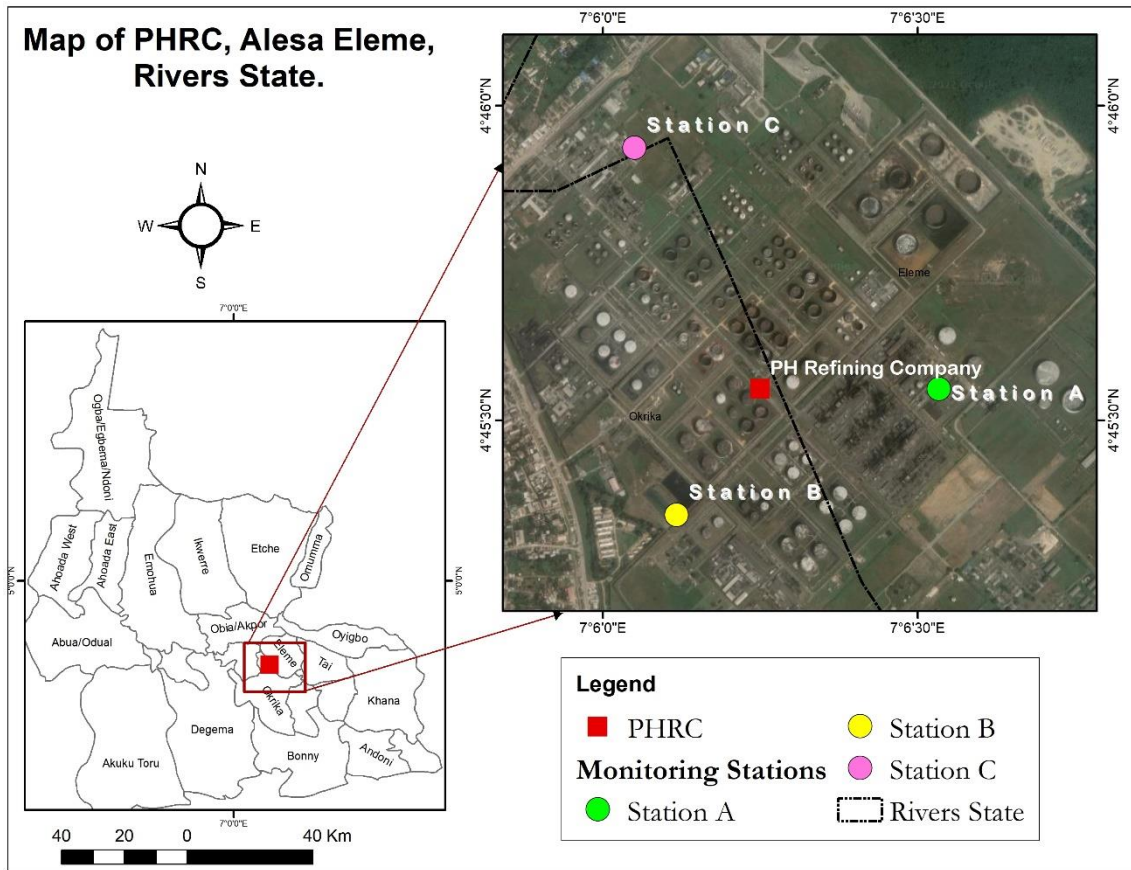 Map of PHRC, Alesa Eleme,
Rivers State.
N
W E
S
7°6'0"E 7°6'30"E
4°46'0"N 4°46'0"N
4°45'30"N 4°45'30"N
Station C
Eleme
PH Refining Company
Station A
Okrika
Station B
7°6'0"E 7°6'30"E
7°0'0"E
Ogba/Egbema/Ndoni
Ahoada West
Ahoada East
Emohua
Ikwerre
Etche
Omumma
5°0'0"N 5°0'0"N
Abua/Odual
Obia/Akpor
Oyigbo
Eleme
Tai
Okrika
Khana
Degema
Akuku Toru
Bonny
Andoni
7°0'0"E
40 20 0 40 Km
Legend
PHRC
Monitoring Stations
Station A
Station B
Station C
Rivers State